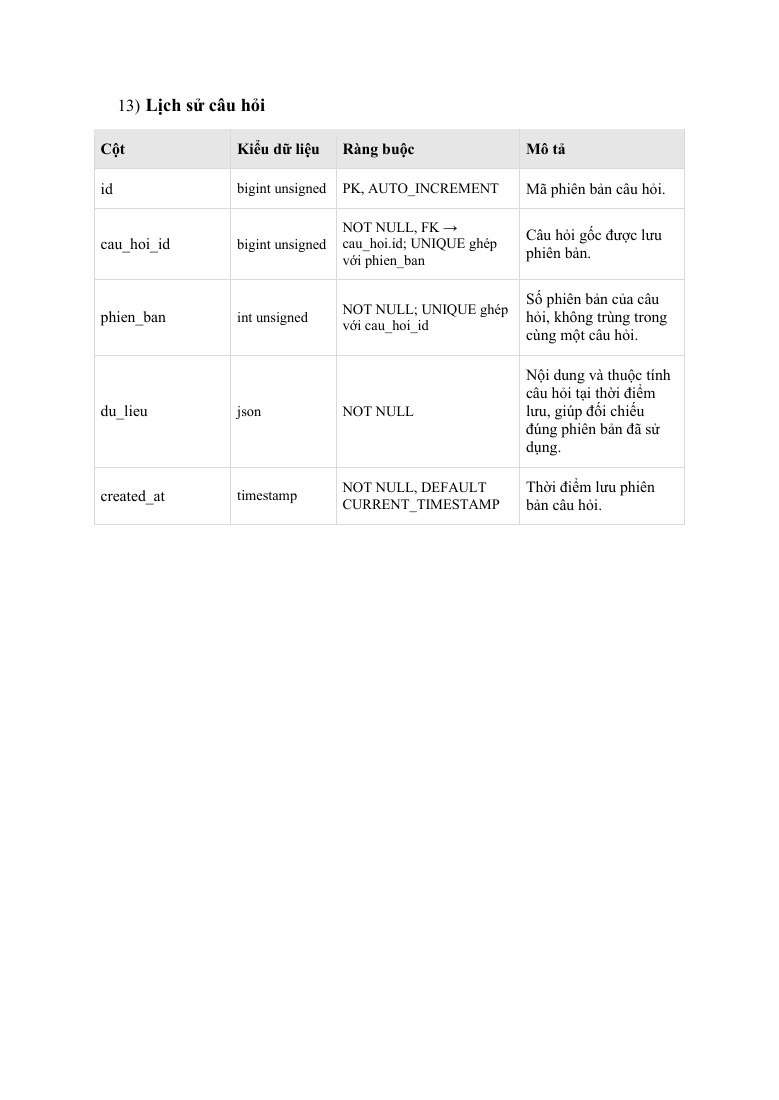 13) Lịch sử câu hỏi
Cột
Kiểu dữ liệu
Ràng buộc
Mô tả
id
bigint unsigned
PK, AUTO_INCREMENT
Mã phiên bản câu hỏi.
cau_hoi_id
bigint unsigned
NOT NULL, FK →
cau_hoi.id; UNIQUE ghép
với phien_ban
Câu hỏi gốc được lưu
phiên bản.
phien_ban
int unsigned
NOT NULL; UNIQUE ghép
với cau_hoi_id
Số phiên bản của câu
hỏi, không trùng trong
cùng một câu hỏi.
du_lieu
json
NOT NULL
Nội dung và thuộc tính
câu hỏi tại thời điểm
lưu, giúp đối chiếu
đúng phiên bản đã sử
dụng.
created_at
timestamp
NOT NULL, DEFAULT
CURRENT_TIMESTAMP
Thời điểm lưu phiên
bản câu hỏi.